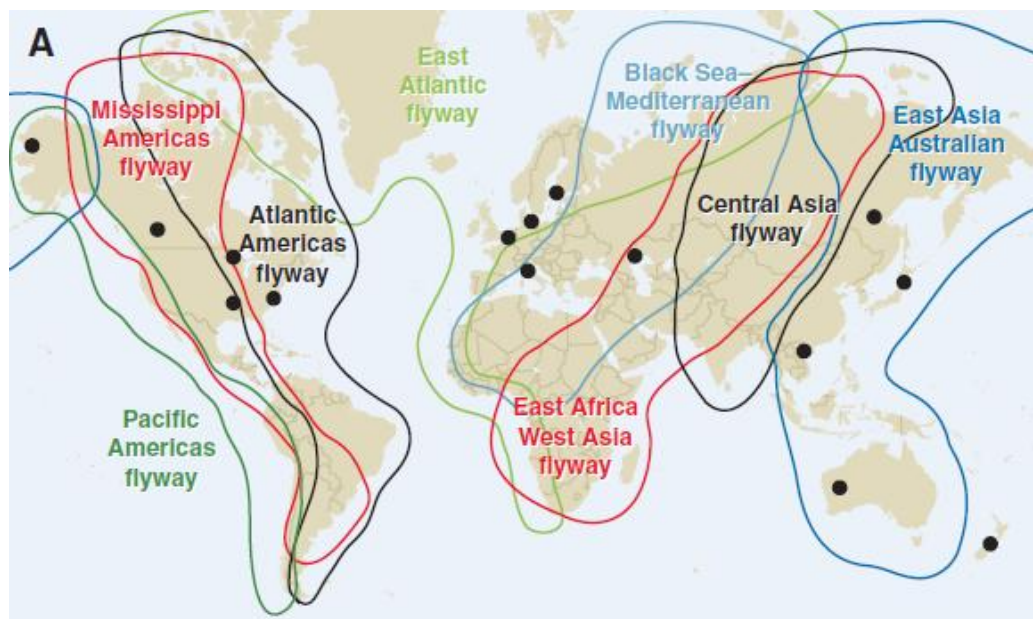 A
East
Atlantic
flyway
Black Sea–
Mediterranean
flyway
Mississippi
Americas
flyway
East Asia
Australian
flyway
Atlantic
Americas
flyway
Central Asia
flyway
East Africa
West Asia
flyway
Pacific
Americas
flyway